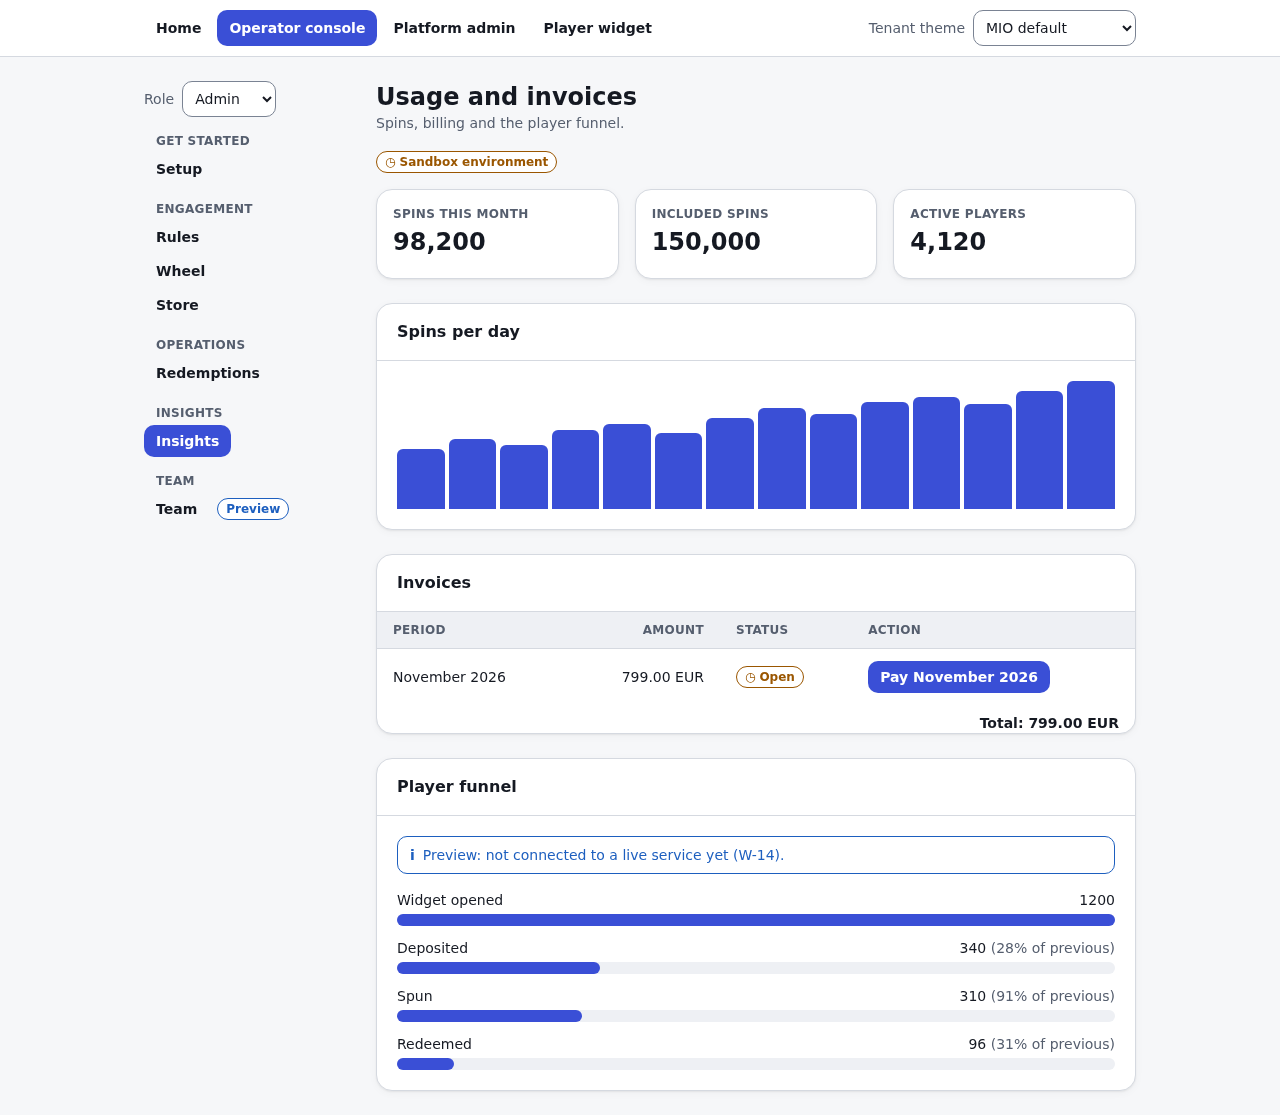 Home Operator console Platform admin Player widget Tenant theme MIO default
Role Admin
GET STARTED
Setup
ENGAGEMENT
Rules
Wheel
Store
OPERATIONS
Redemptions
INSIGHTS
Insights
TEAM
Team Preview
Usage and invoices
Spins, billing and the player funnel.
◷ Sandbox environment
SPINS THIS MONTH
98,200
INCLUDED SPINS
150,000
ACTIVE PLAYERS
4,120
Spins per day
Invoices
PERIOD AMOUNT STATUS ACTION
November 2026 799.00 EUR ◷ Open Pay November 2026
Total: 799.00 EUR
Player funnel
i Preview: not connected to a live service yet (W-14).
Widget opened 1200
Deposited 340 (28% of previous)
Spun 310 (91% of previous)
Redeemed 96 (31% of previous)